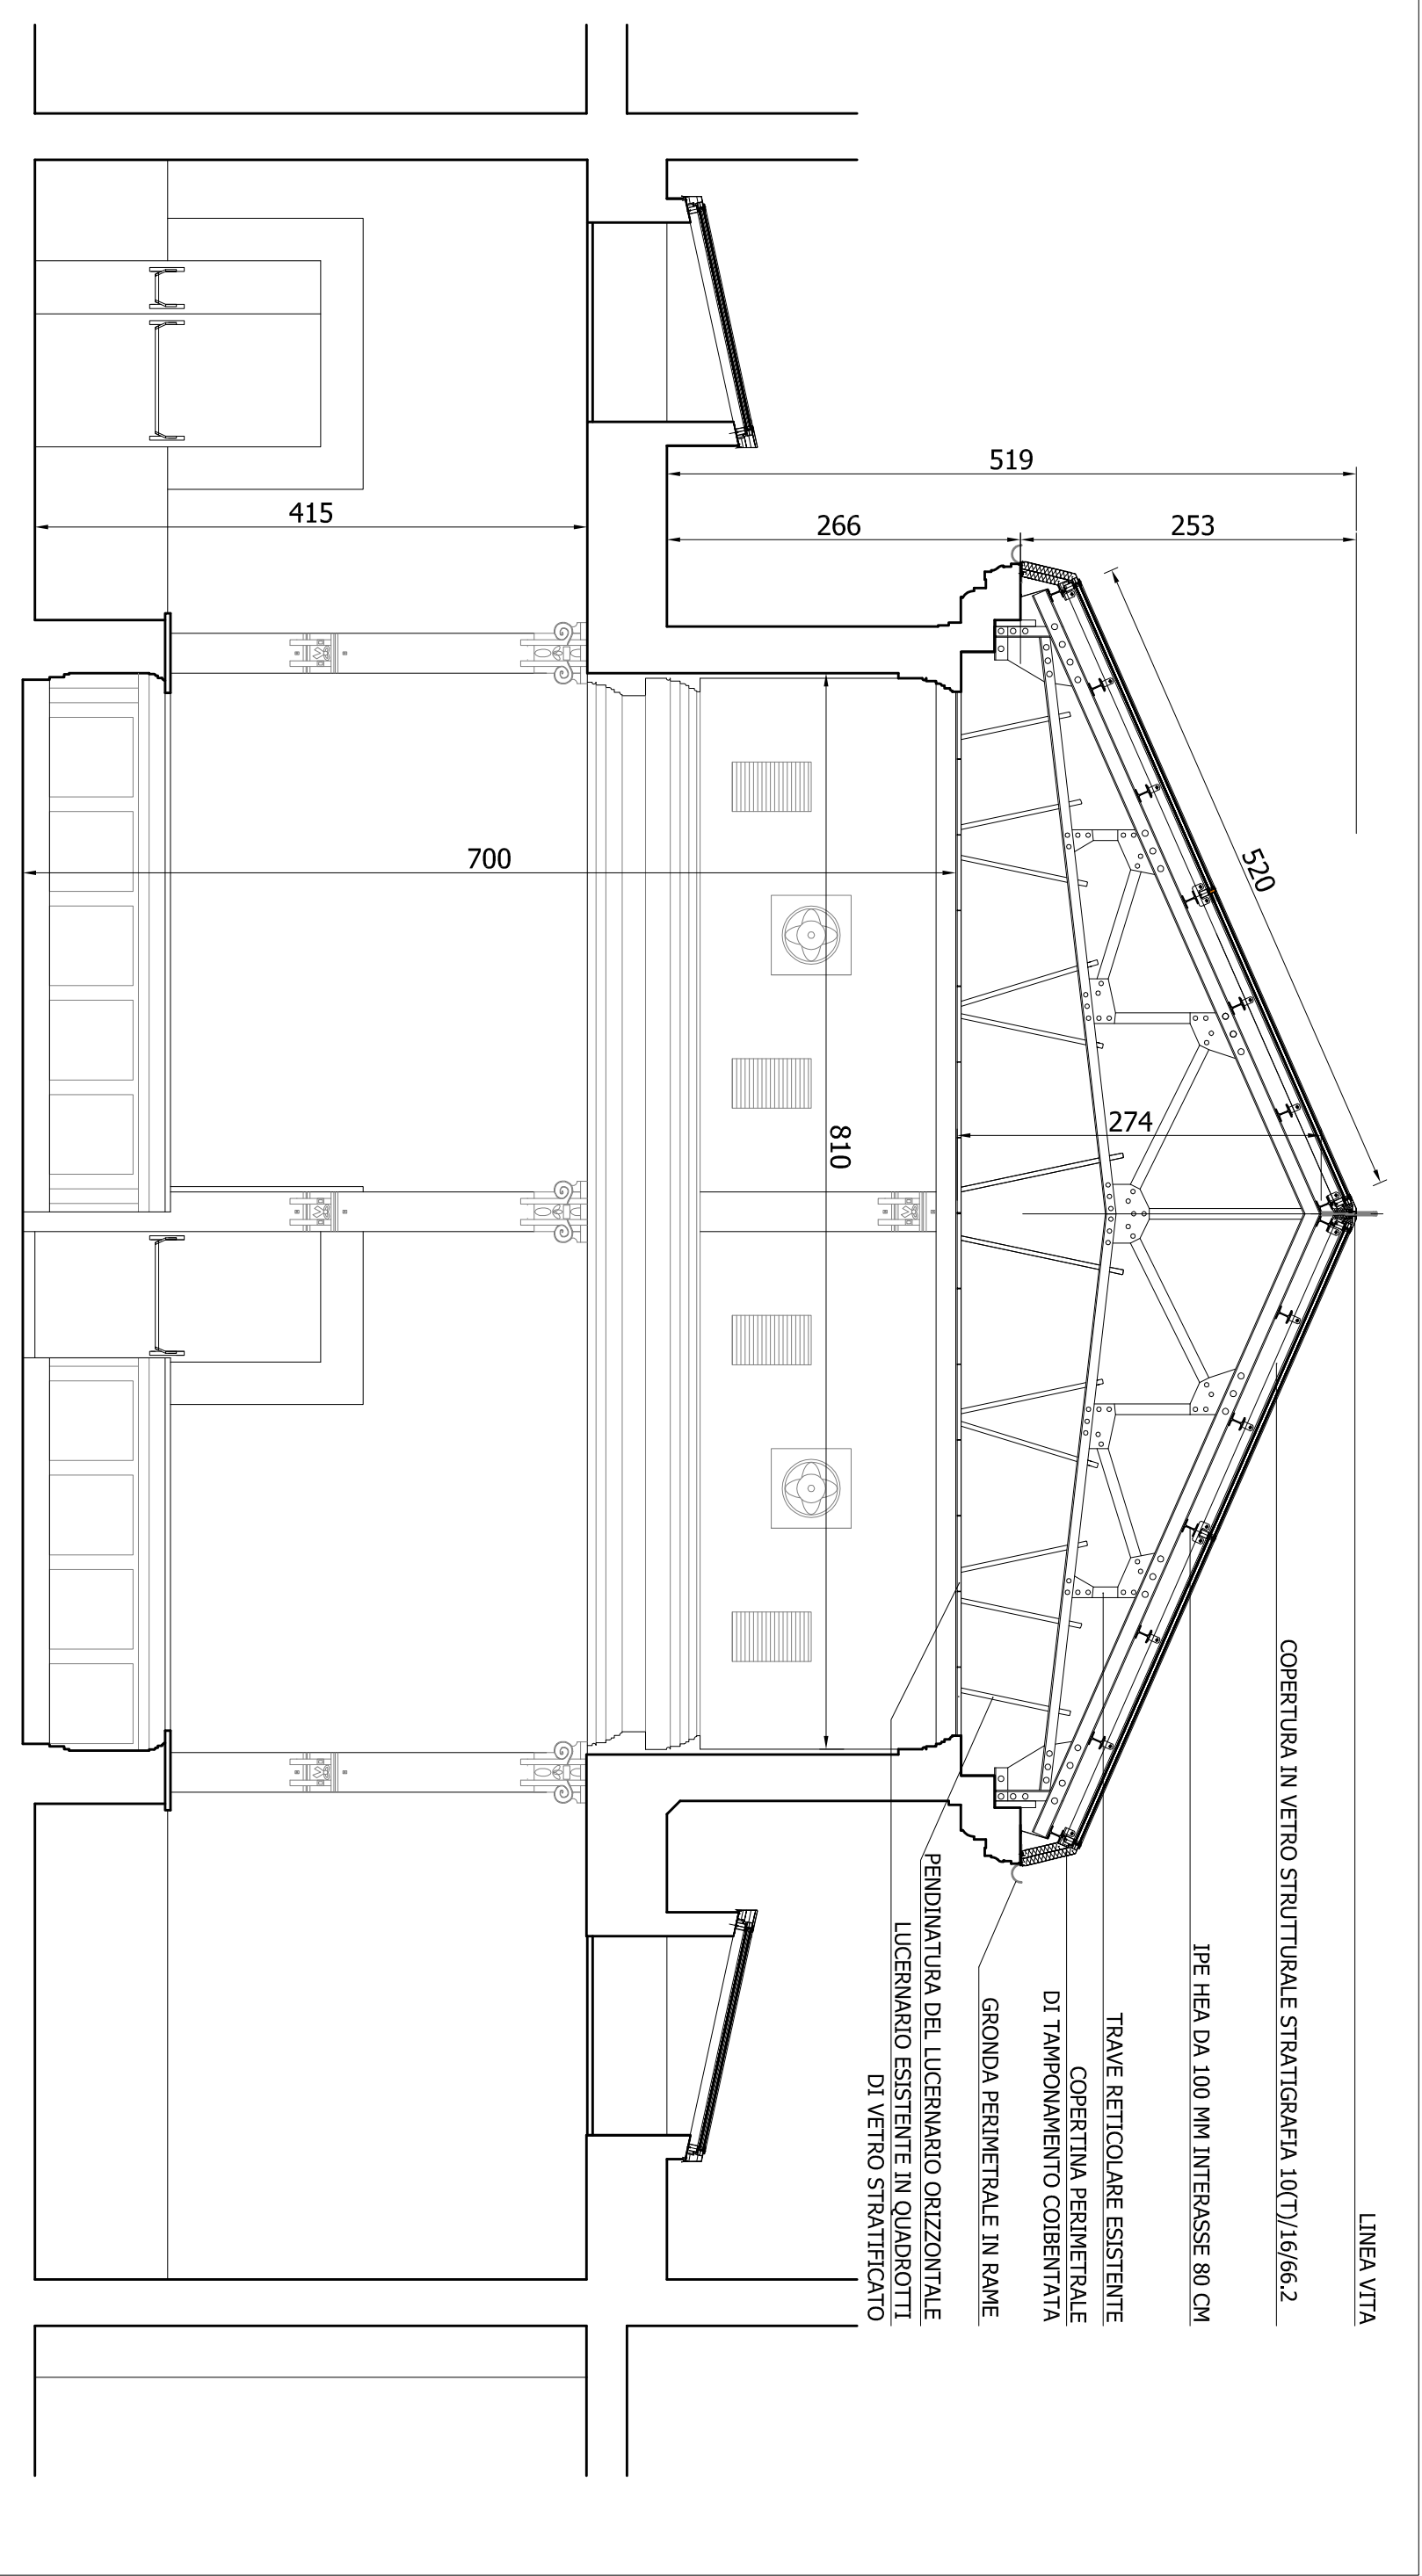 519
415
266
253
520
700
274
810
LINEA VITA
COPERTURA IN VETRO STRUTTURALE STRATIGRAFIA 10(T)/16/66.2
IPE HEA DA 100 MM INTERASSE 80 CM
TRAVE RETICOLARE ESISTENTE
COPERTINA PERIMETRALE
DI TAMPONAMENTO COIBENTATA
GRONDA PERIMETRALE IN RAME
PENDINATURA DEL LUCERNARIO ORIZZONTALE
LUCERNARIO ESISTENTE IN QUADROTTI
DI VETRO STRATIFICATO